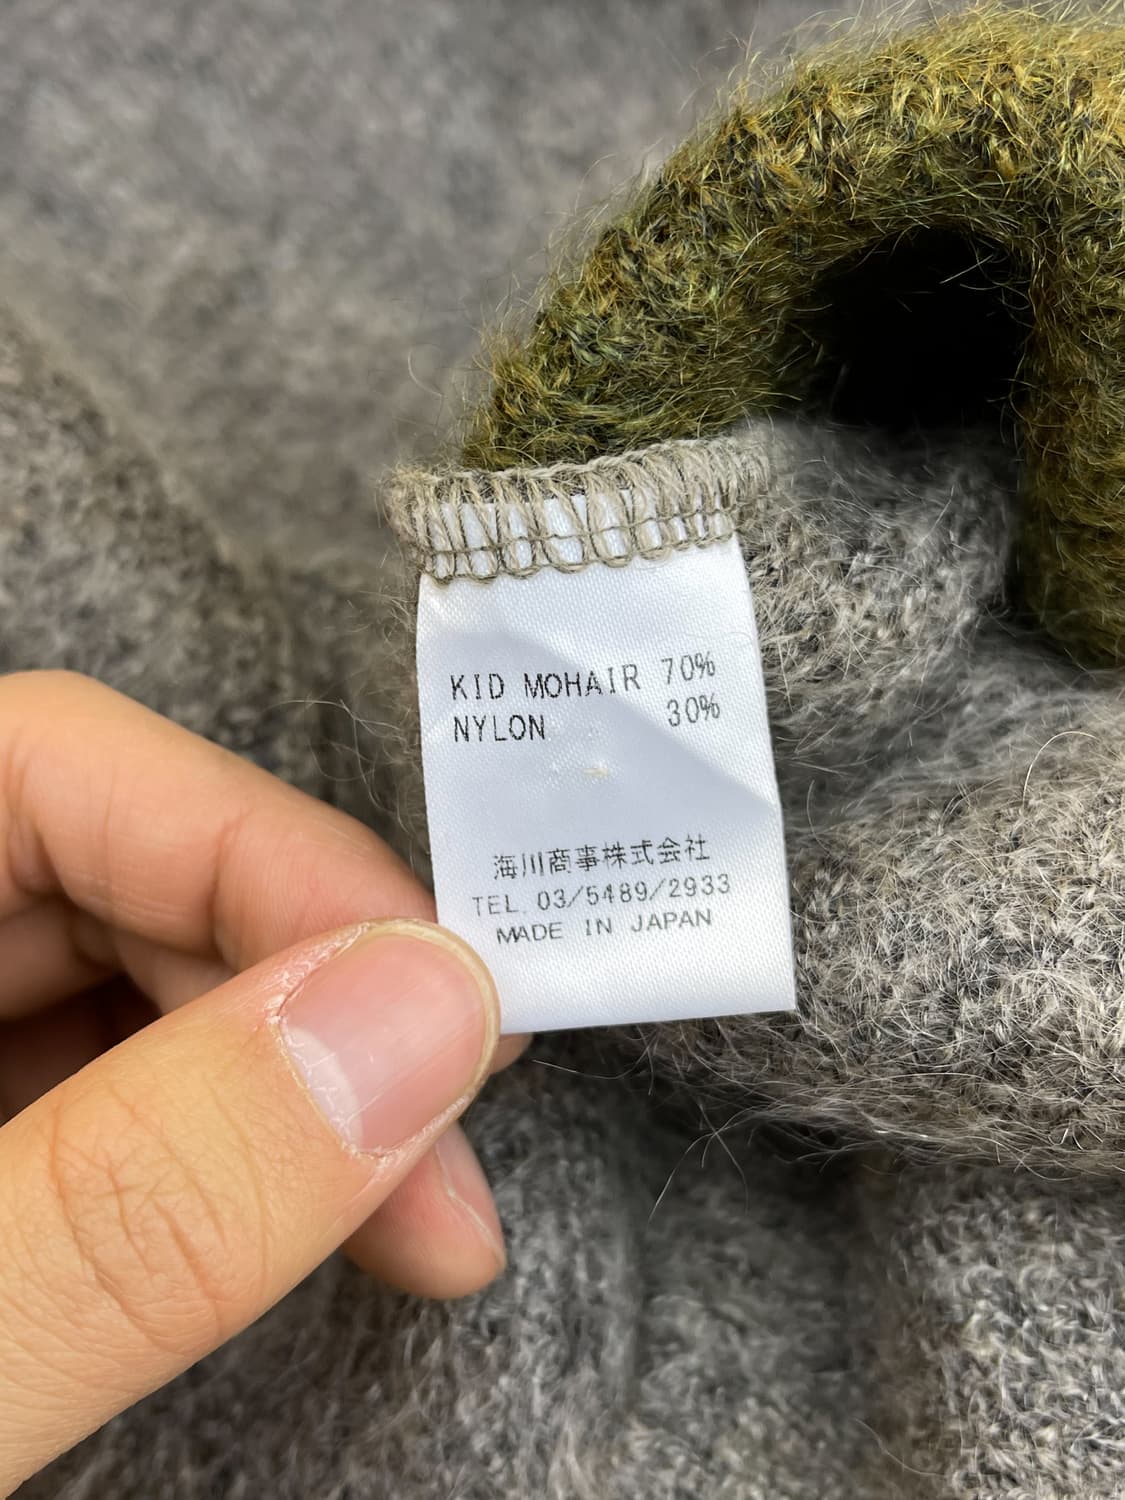 KID MOHAIR 70%
NYLON 30%
海川商事株式会社
TEL. 03/5489/2933
MADE IN JAPAN